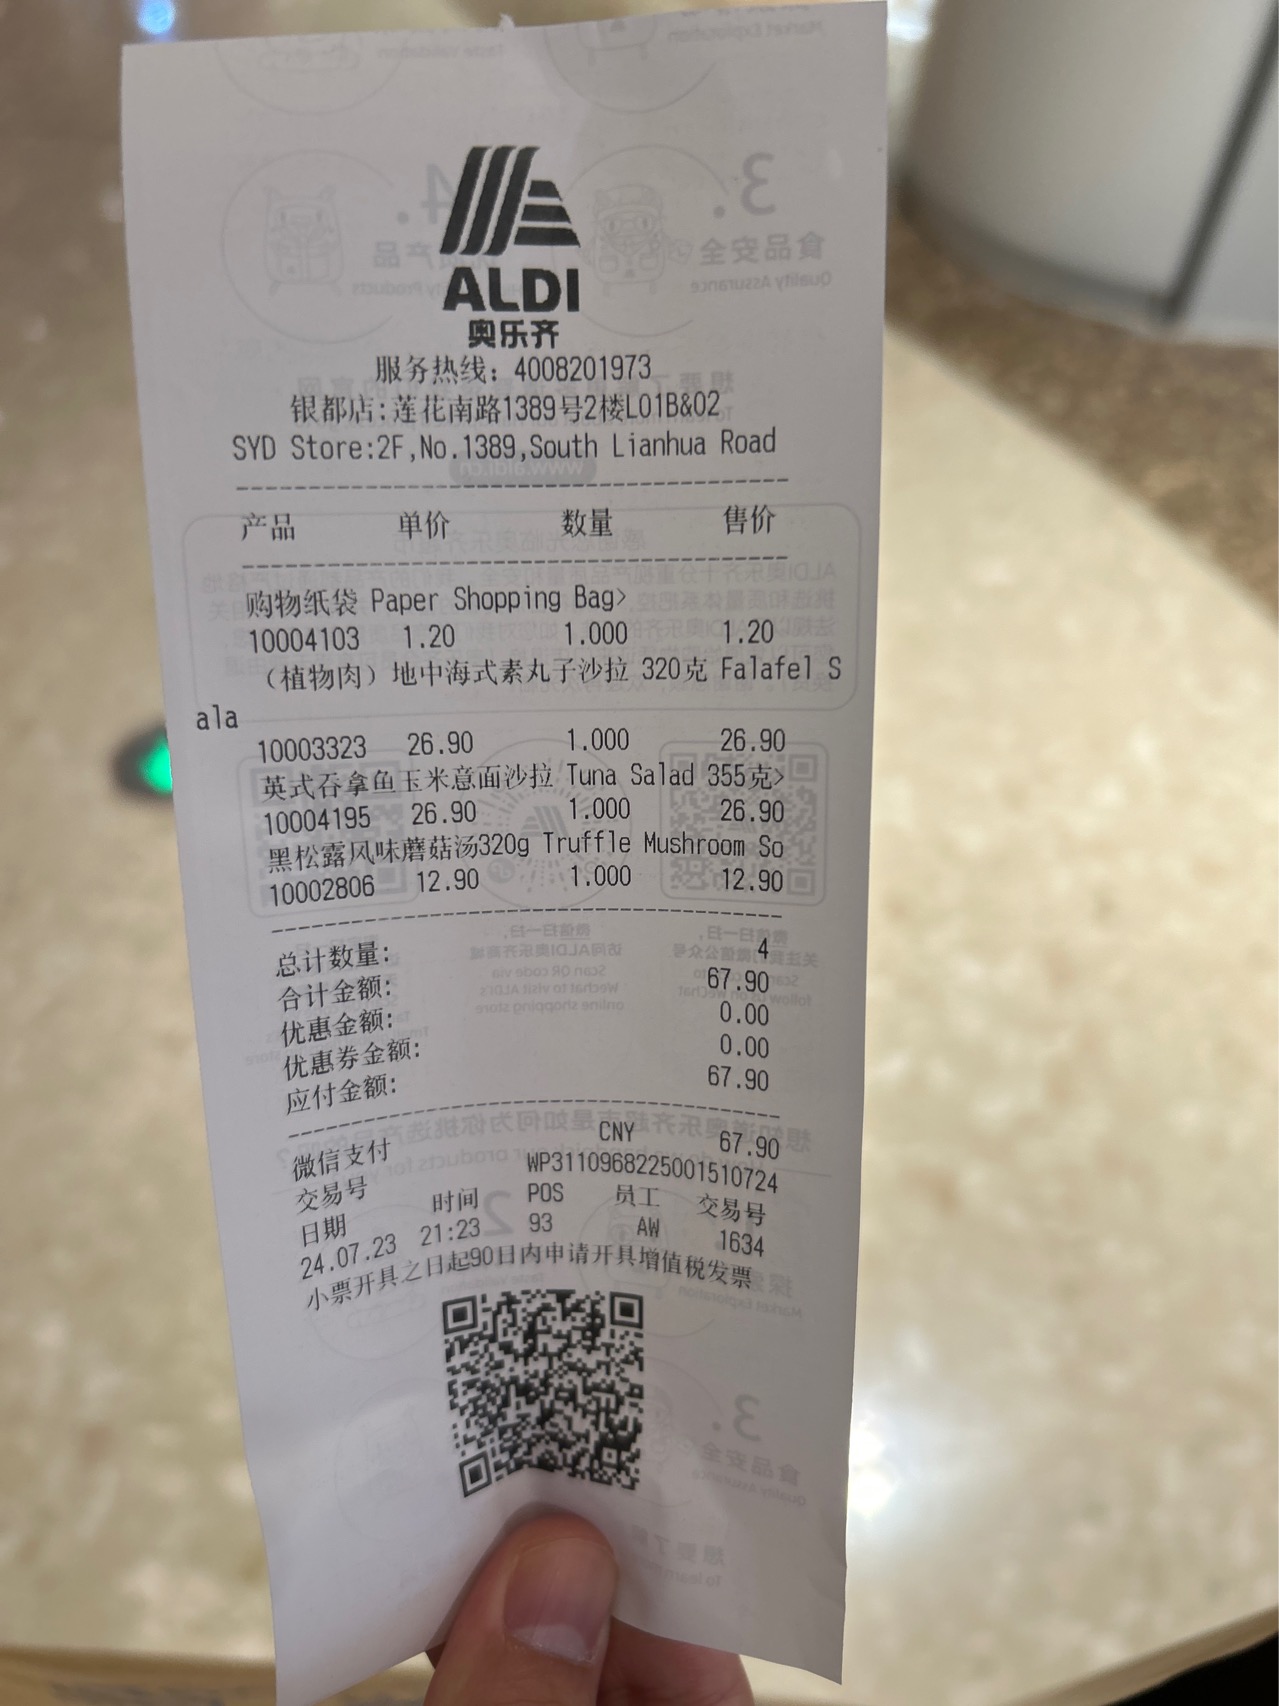 ALDI
奥乐齐
服务热线：4008201973
银都店:莲花南路1389号2楼L01B&02
SYD Store:2F,No.1389,South Lianhua Road
产品 单价 数量 售价
购物纸袋 Paper Shopping Bag>
10004103 1.20 1.000 1.20
（植物肉）地中海式素丸子沙拉 320克 Falafel S
ala
10003323 26.90 1.000 26.90
英式吞拿鱼玉米意面沙拉 Tuna Salad 355克>
10004195 26.90 1.000 26.90
黑松露风味蘑菇汤320g Truffle Mushroom So
10002806 12.90 1.000 12.90
总计数量: 4
合计金额: 67.90
优惠金额: 0.00
优惠券金额: 0.00
应付金额: 67.90
微信支付 CNY 67.90
交易号 WP3110968225001510724
日期 时间 POS 员工 交易号
24.07.23 21:23 93 AW 1634
小票开具之日起90日内申请开具增值税发票